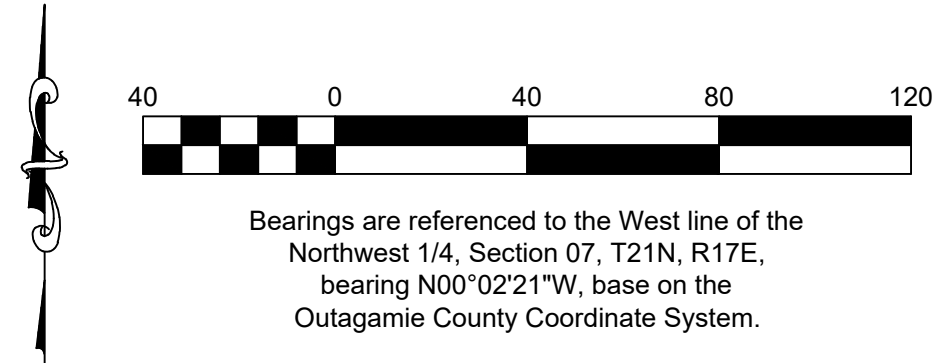 40 0 40 80 120
Bearings are referenced to the West line of the
Northwest 1/4, Section 07, T21N, R17E,
bearing N00°02'21"W, base on the
Outagamie County Coordinate System.